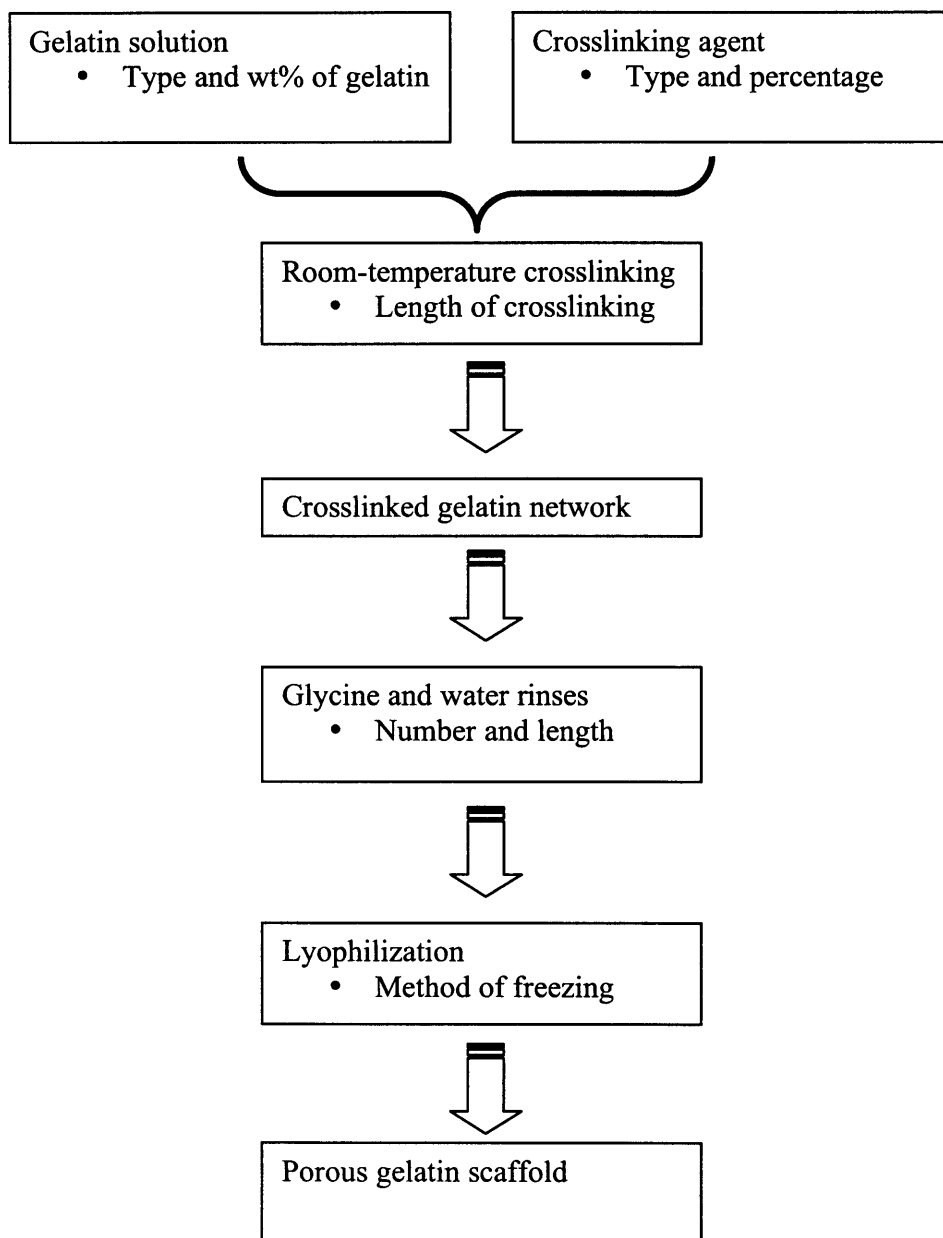 Gelatin solution
• Type and wt% of gelatin
Crosslinking agent
• Type and percentage
Room-temperature crosslinking
• Length of crosslinking
Crosslinked gelatin network
Glycine and water rinses
• Number and length
Lyophilization
• Method of freezing
Porous gelatin scaffold